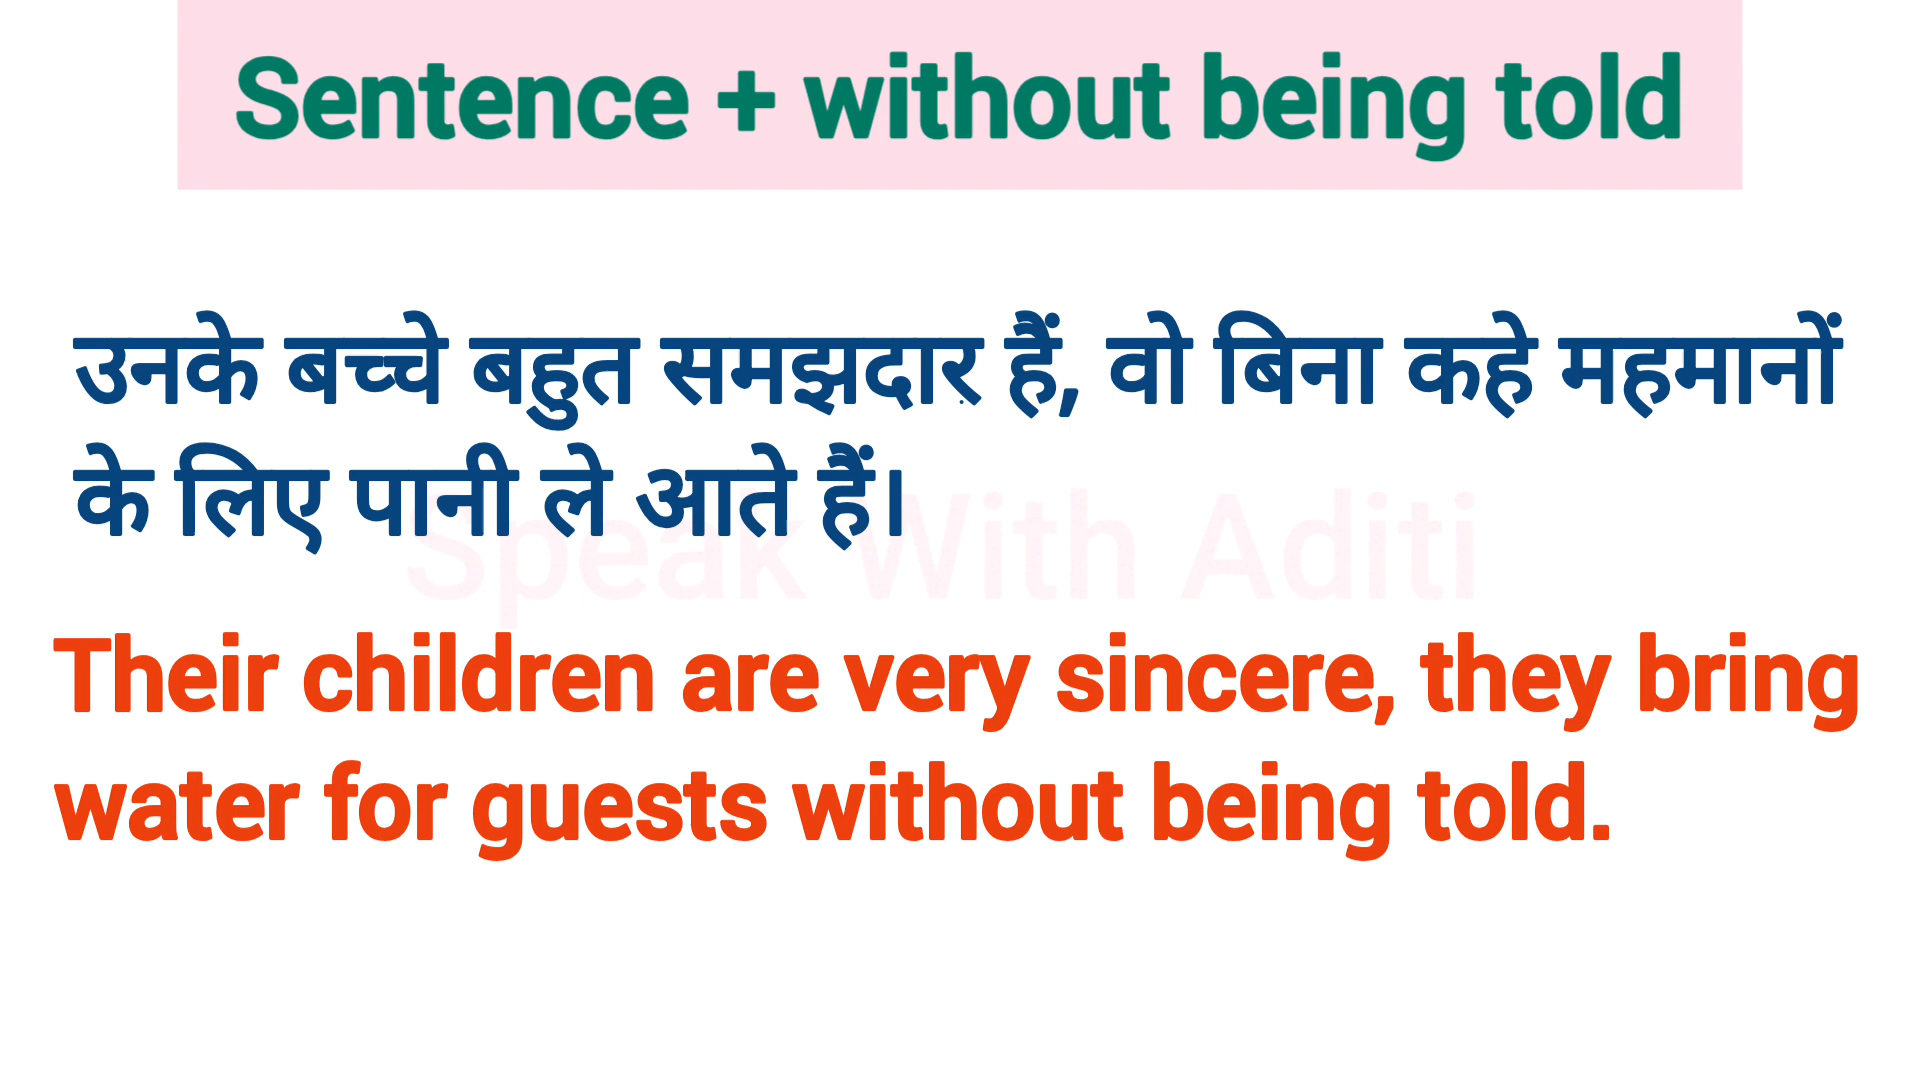 Sentence + without being told
उनके बच्चे बहुत समझदार हैं, वो बिना कहे महमानों
के लिए पानी ले आते हैं।
Speak With Aditi
Their children are very sincere, they bring
water for guests without being told.